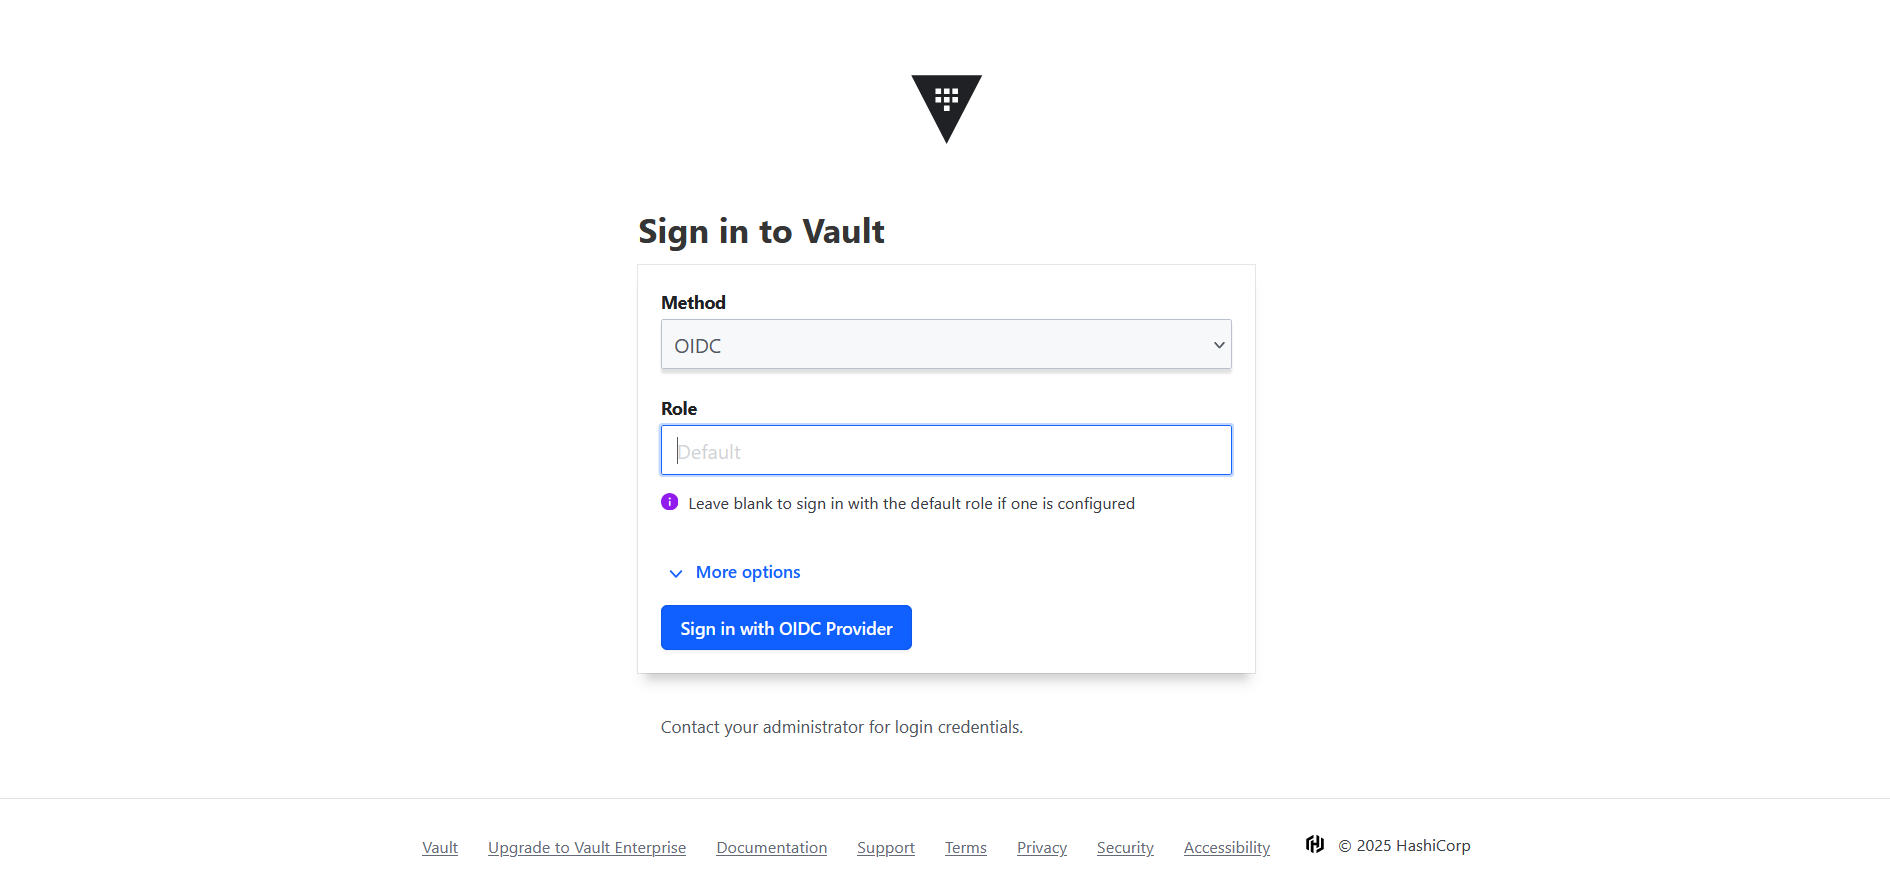 Sign in to Vault
Method
OIDC
Role
Default
Leave blank to sign in with the default role if one is configured
More options
Sign in with OIDC Provider
Contact your administrator for login credentials.
Vault Upgrade to Vault Enterprise Documentation Support Terms Privacy Security Accessibility © 2025 HashiCorp